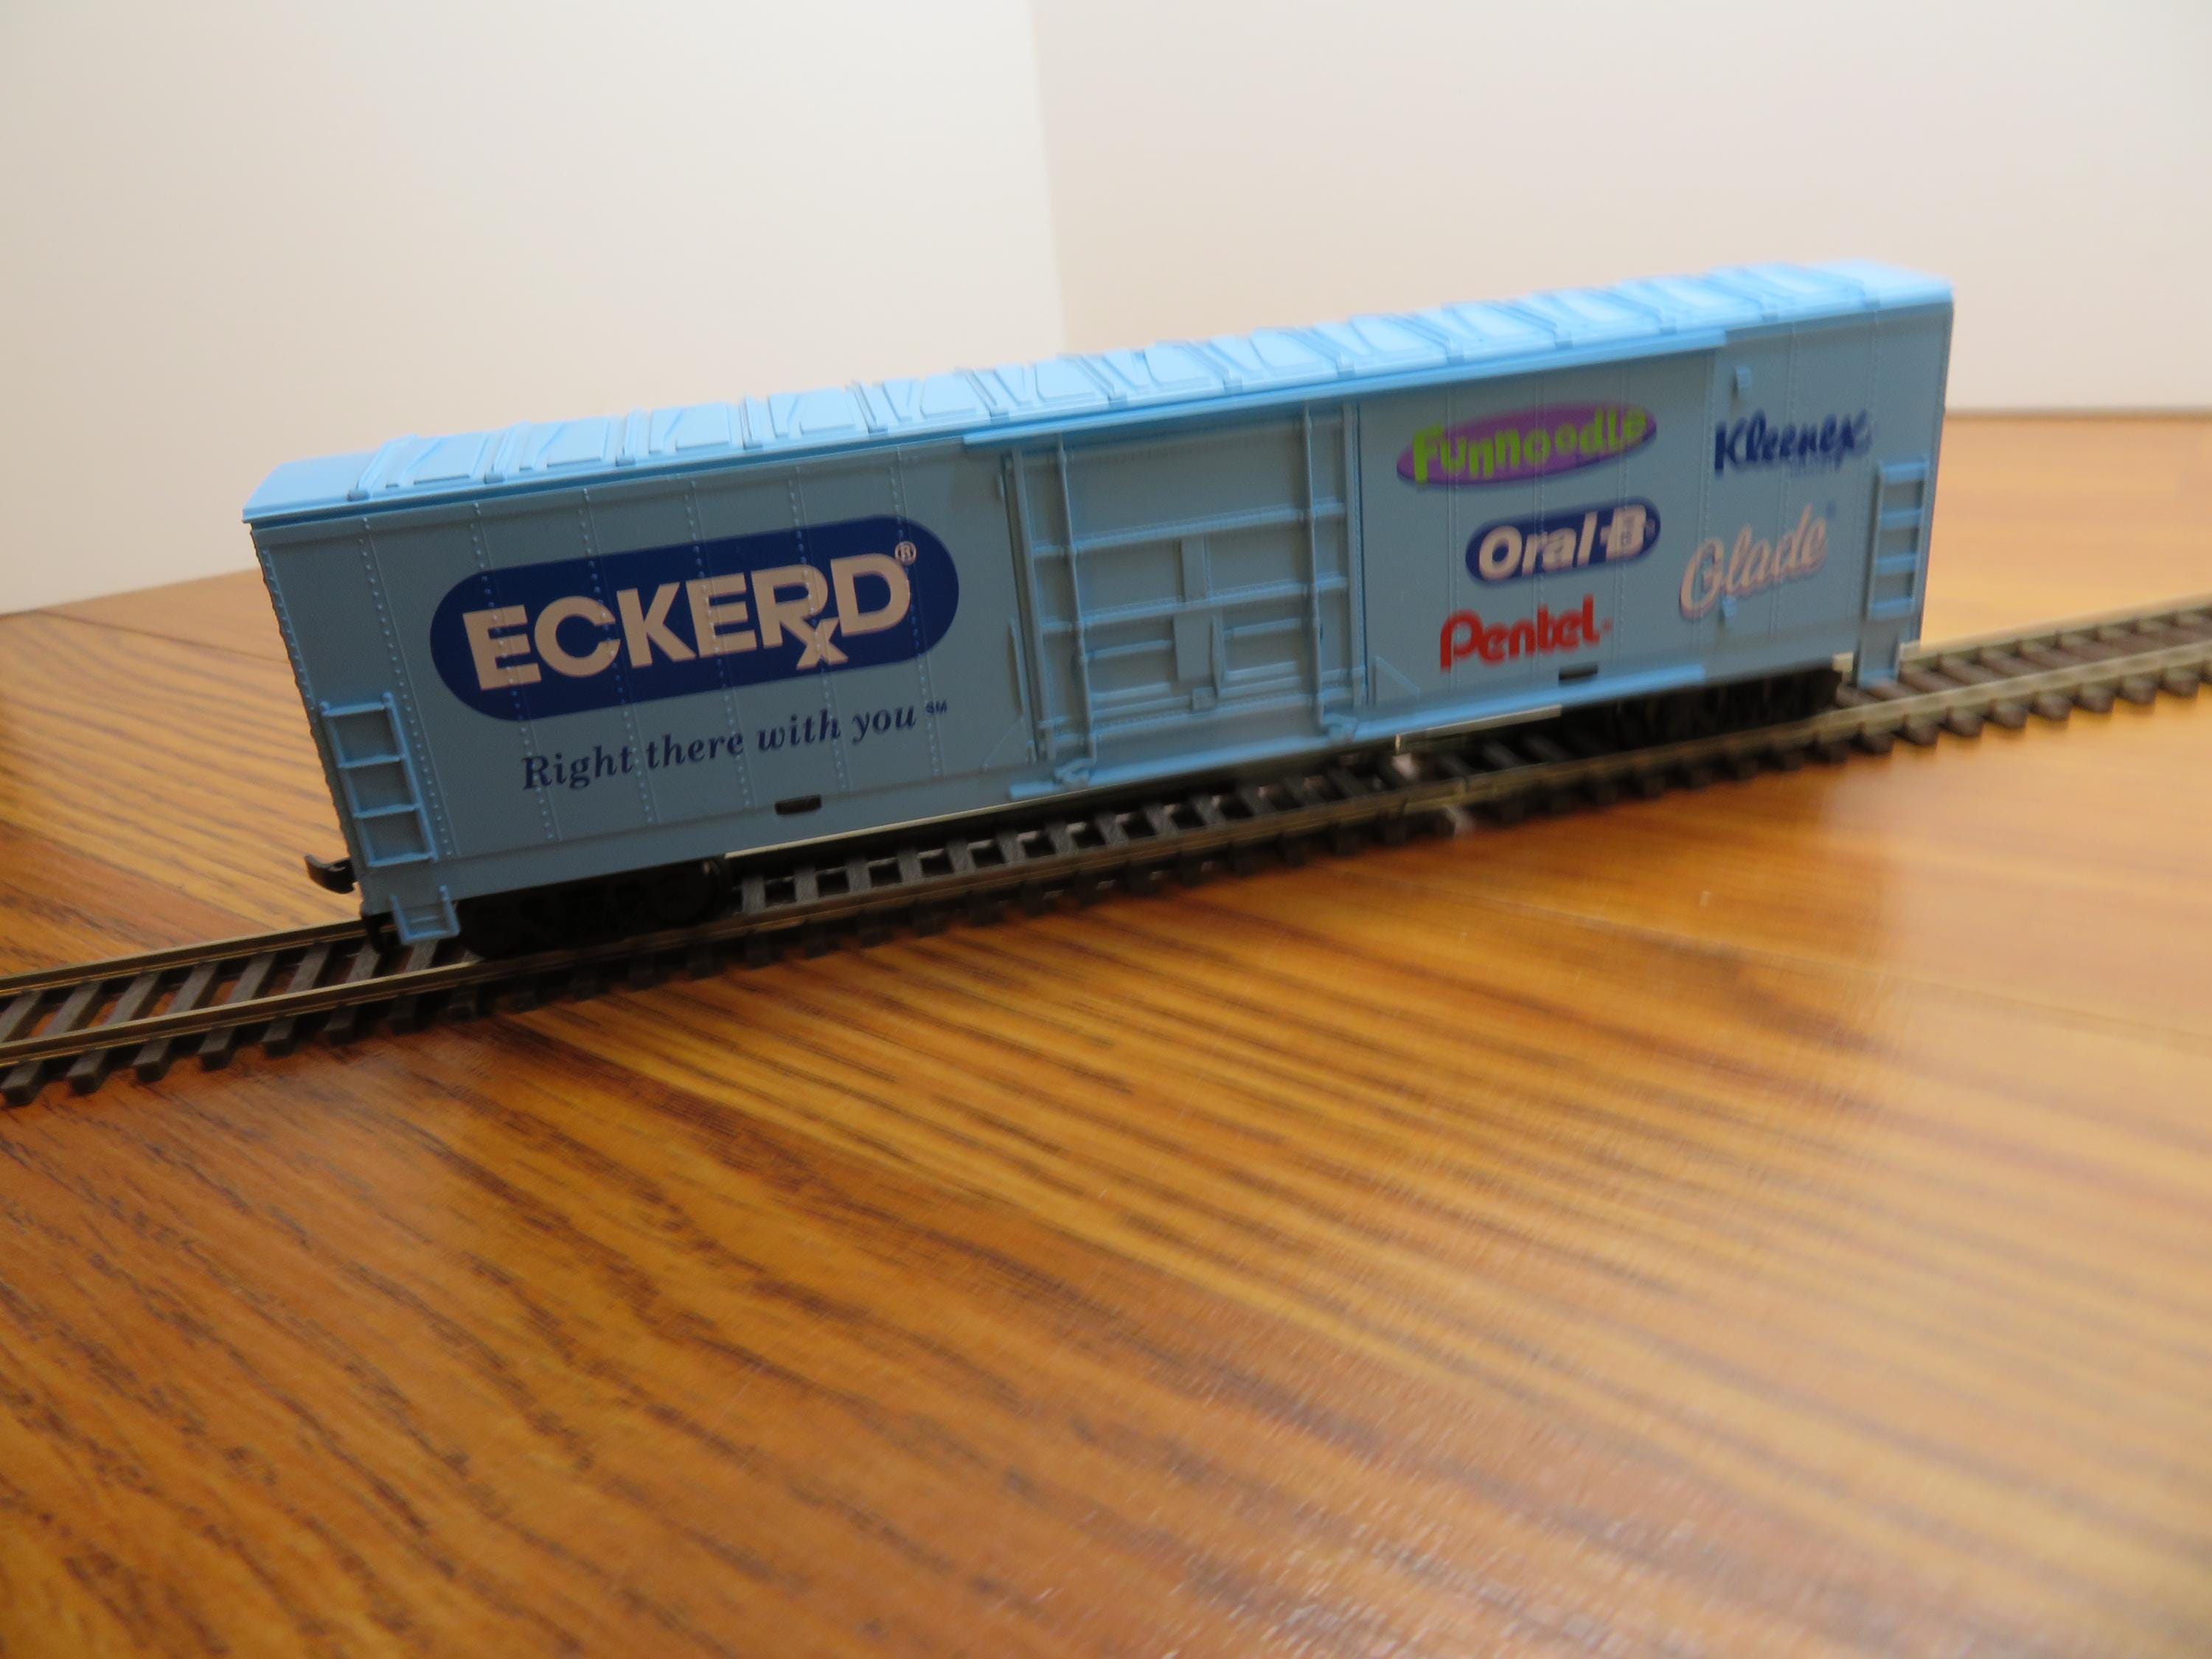 ECKERD®
Right there with you℠
Funnoodle
Kleenex
Oral-B
Glade®
Pentel